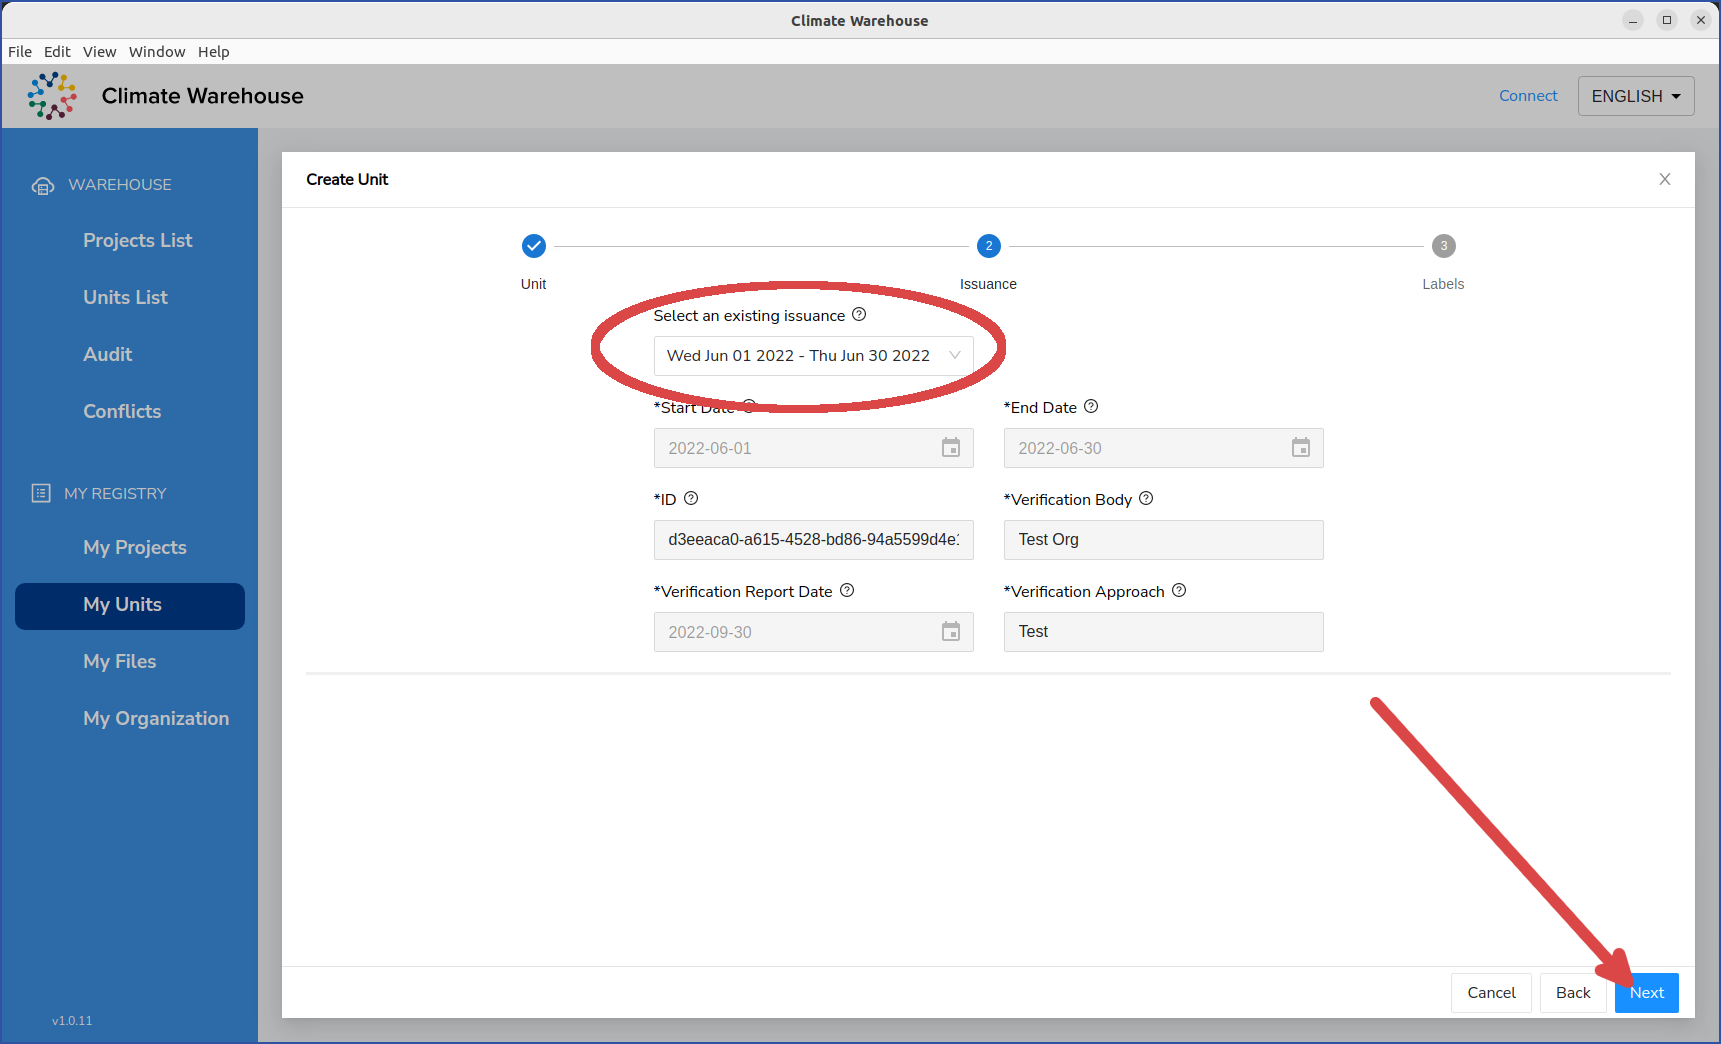 Climate Warehouse
File Edit View Window Help
Climate Warehouse
Connect
ENGLISH
WAREHOUSE
Projects List
Units List
Audit
Conflicts
MY REGISTRY
My Projects
My Units
My Files
My Organization
v1.0.11
Create Unit
X
2
3
Unit
Issuance
Labels
Select an existing issuance
Wed Jun 01 2022 - Thu Jun 30 2022
*Start Date
*End Date
2022-06-01
2022-06-30
*ID
*Verification Body
d3eeaca0-a615-4528-bd86-94a5599d4e1
Test Org
*Verification Report Date
*Verification Approach
2022-09-30
Test
Cancel
Back
Next